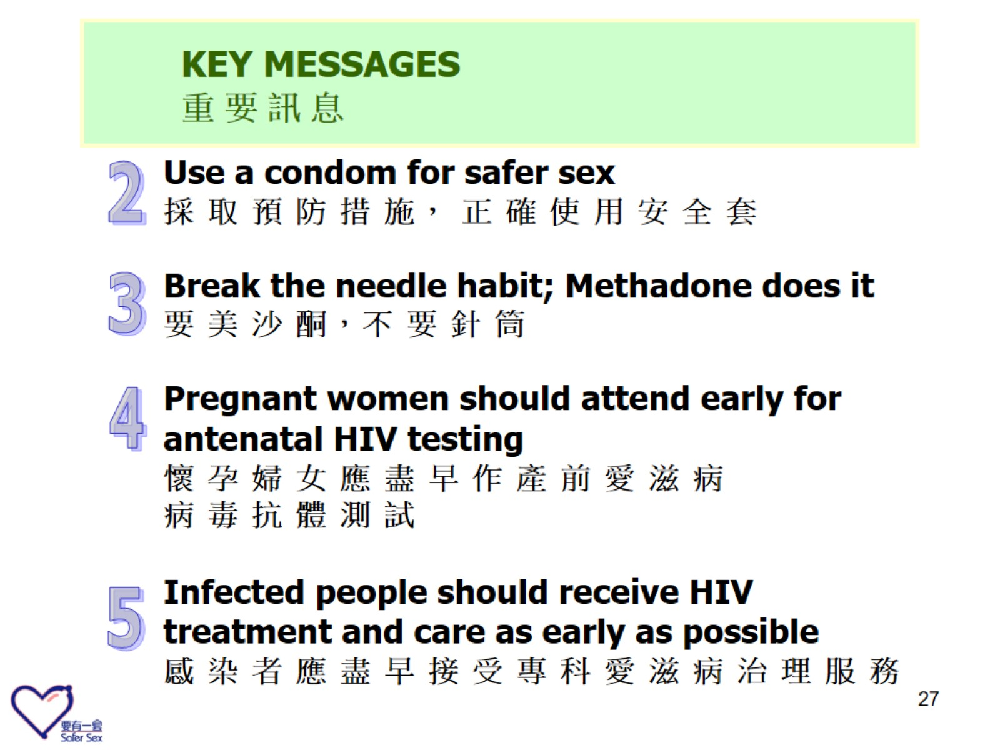 KEY MESSAGES
重要訊息
2
Use a condom for safer sex
採取預防措施，正確使用安全套
3
Break the needle habit; Methadone does it
要美沙酮，不要針筒
4
Pregnant women should attend early for
antenatal HIV testing
懷孕婦女應盡早作產前愛滋病
病毒抗體測試
5
Infected people should receive HIV
treatment and care as early as possible
感染者應盡早接受專科愛滋病治理服務
27
要有一套
Safer Sex